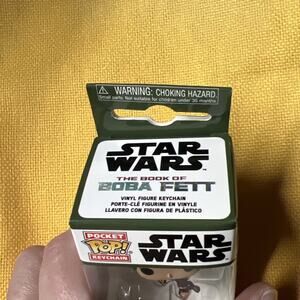 WARNING: CHOKING HAZARD.
Small parts. Not suitable for children under 36 months
STAR
WARS
THE BOOK OF
BOBA FETT
VINYL FIGURE KEYCHAIN
PORTE-CLÉ FIGURINE EN VINYLE
LLAVERO CON FIGURA DE PLÁSTICO
POCKET
POP!
KEYCHAIN
STAR
WARS